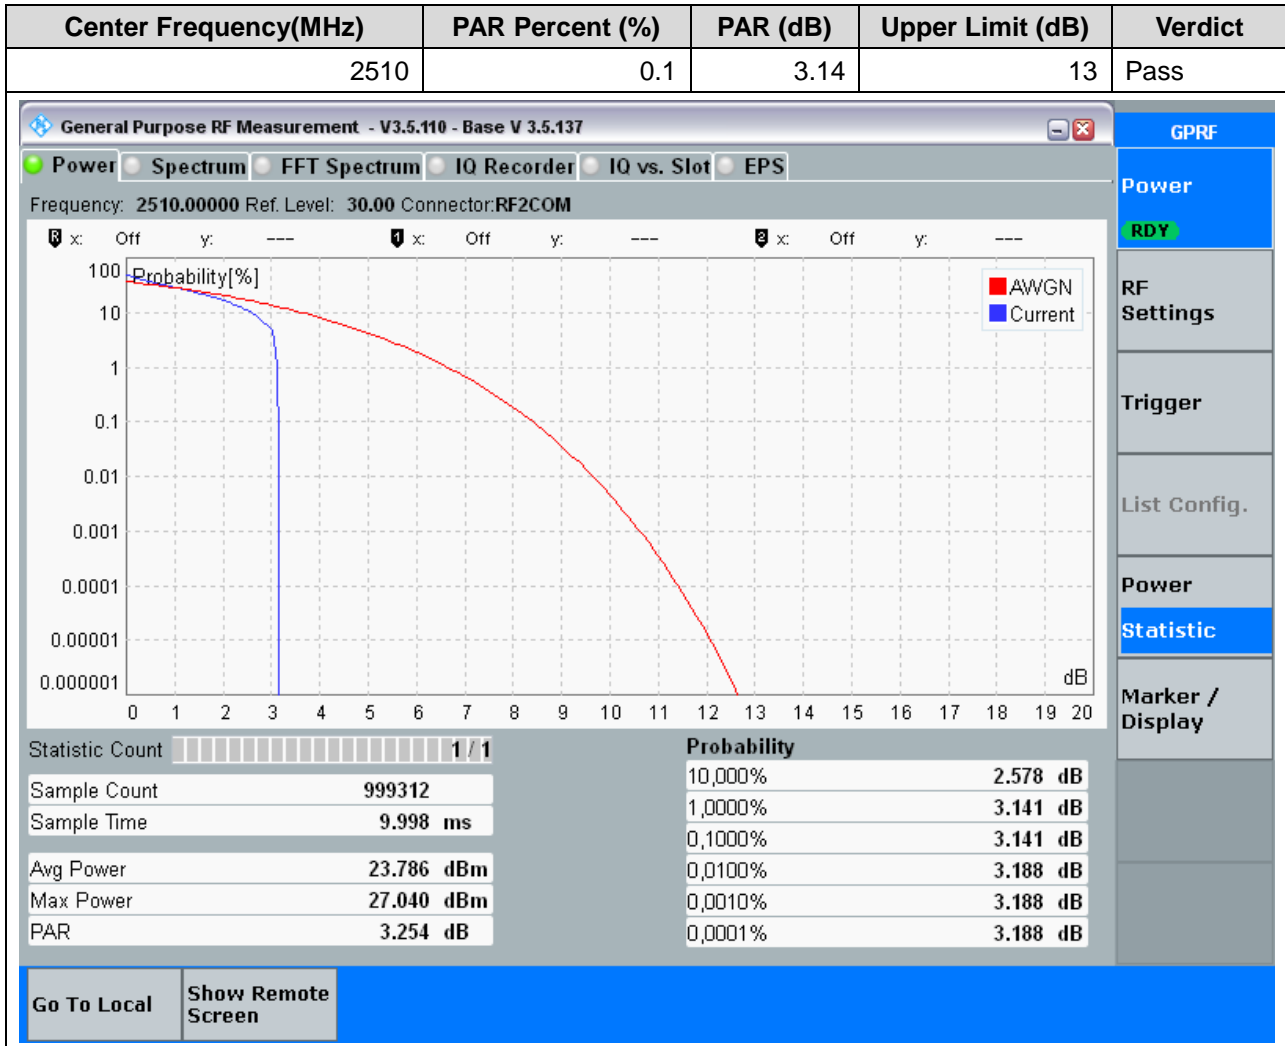 Center Frequency(MHz) PAR Percent (%) PAR (dB) Upper Limit (dB) Verdict
2510 0.1 3.14 13 Pass
General Purpose RF Measurement - V3.5.110 - Base V 3.5.137
GPRF
Power Spectrum FFT Spectrum IQ Recorder IQ vs. Slot EPS
Frequency: 2510.00000 Ref. Level: 30.00 Connector:RF2COM
R x: Off y: --- 1 x: Off y: --- 2 x: Off y: ---
Probability[%]
100
10
1
0.1
0.01
0.001
0.0001
0.00001
0.000001
AWGN
Current
dB
0 1 2 3 4 5 6 7 8 9 10 11 12 13 14 15 16 17 18 19 20
Statistic Count 1 / 1
Sample Count 999312
Sample Time 9.998 ms
Avg Power 23.786 dBm
Max Power 27.040 dBm
PAR 3.254 dB
Probability
10,000% 2.578 dB
1,0000% 3.141 dB
0,1000% 3.141 dB
0,0100% 3.188 dB
0,0010% 3.188 dB
0,0001% 3.188 dB
Power
RDY
RF
Settings
Trigger
List Config.
Power
Statistic
Marker /
Display
Go To Local
Show Remote
Screen